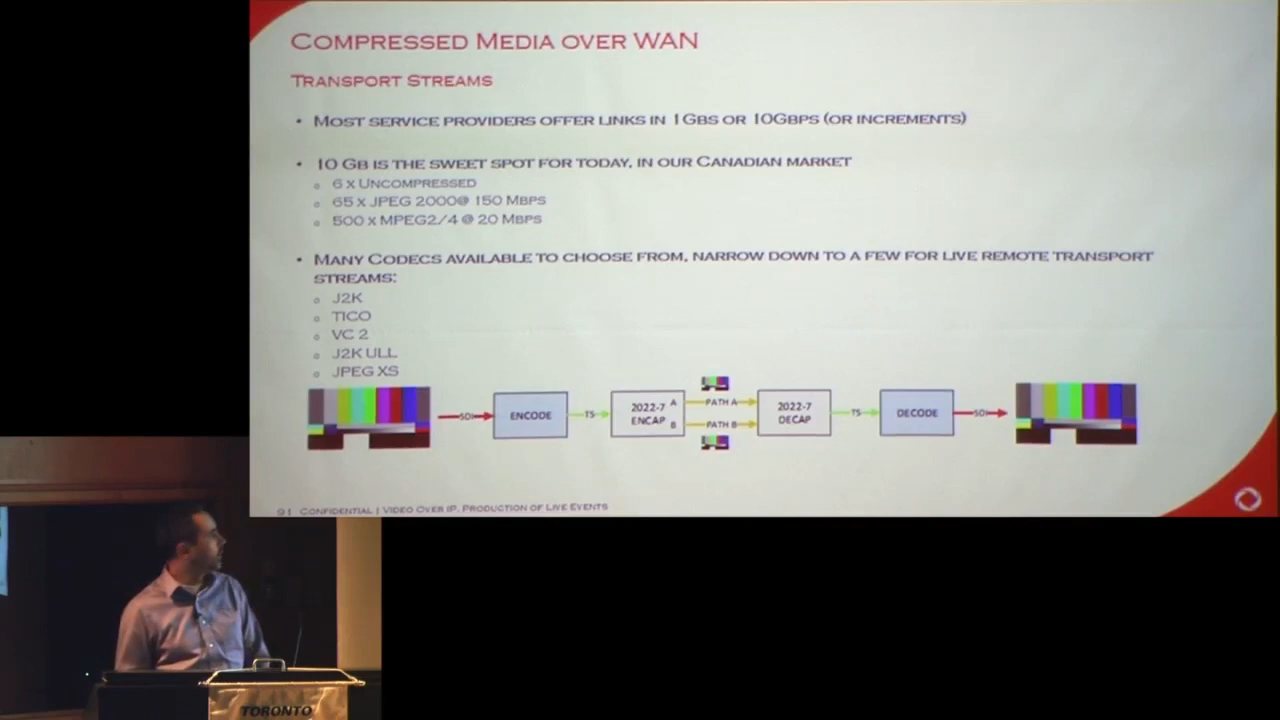 COMPRESSED MEDIA OVER WAN
TRANSPORT STREAMS
• MOST SERVICE PROVIDERS OFFER LINKS IN 1GBS OR 10GBPS (OR INCREMENTS)
• 10 GB IS THE SWEET SPOT FOR TODAY, IN OUR CANADIAN MARKET
o 6 X UNCOMPRESSED
o 65 X JPEG 2000@ 150 MBPS
o 500 X MPEG2/4 @ 20 MBPS
• MANY CODECS AVAILABLE TO CHOOSE FROM, NARROW DOWN TO A FEW FOR LIVE REMOTE TRANSPORT
STREAMS:
o J2K
o TICO
o VC 2
o J2K ULL
o JPEG XS
SDI
ENCODE
TS
2022-7
ENCAP
A
B
PATH A
PATH B
2022-7
DECAP
TS
DECODE
SDI
91 CONFIDENTIAL | VIDEO OVER IP, PRODUCTION OF LIVE EVENTS
TORONTO